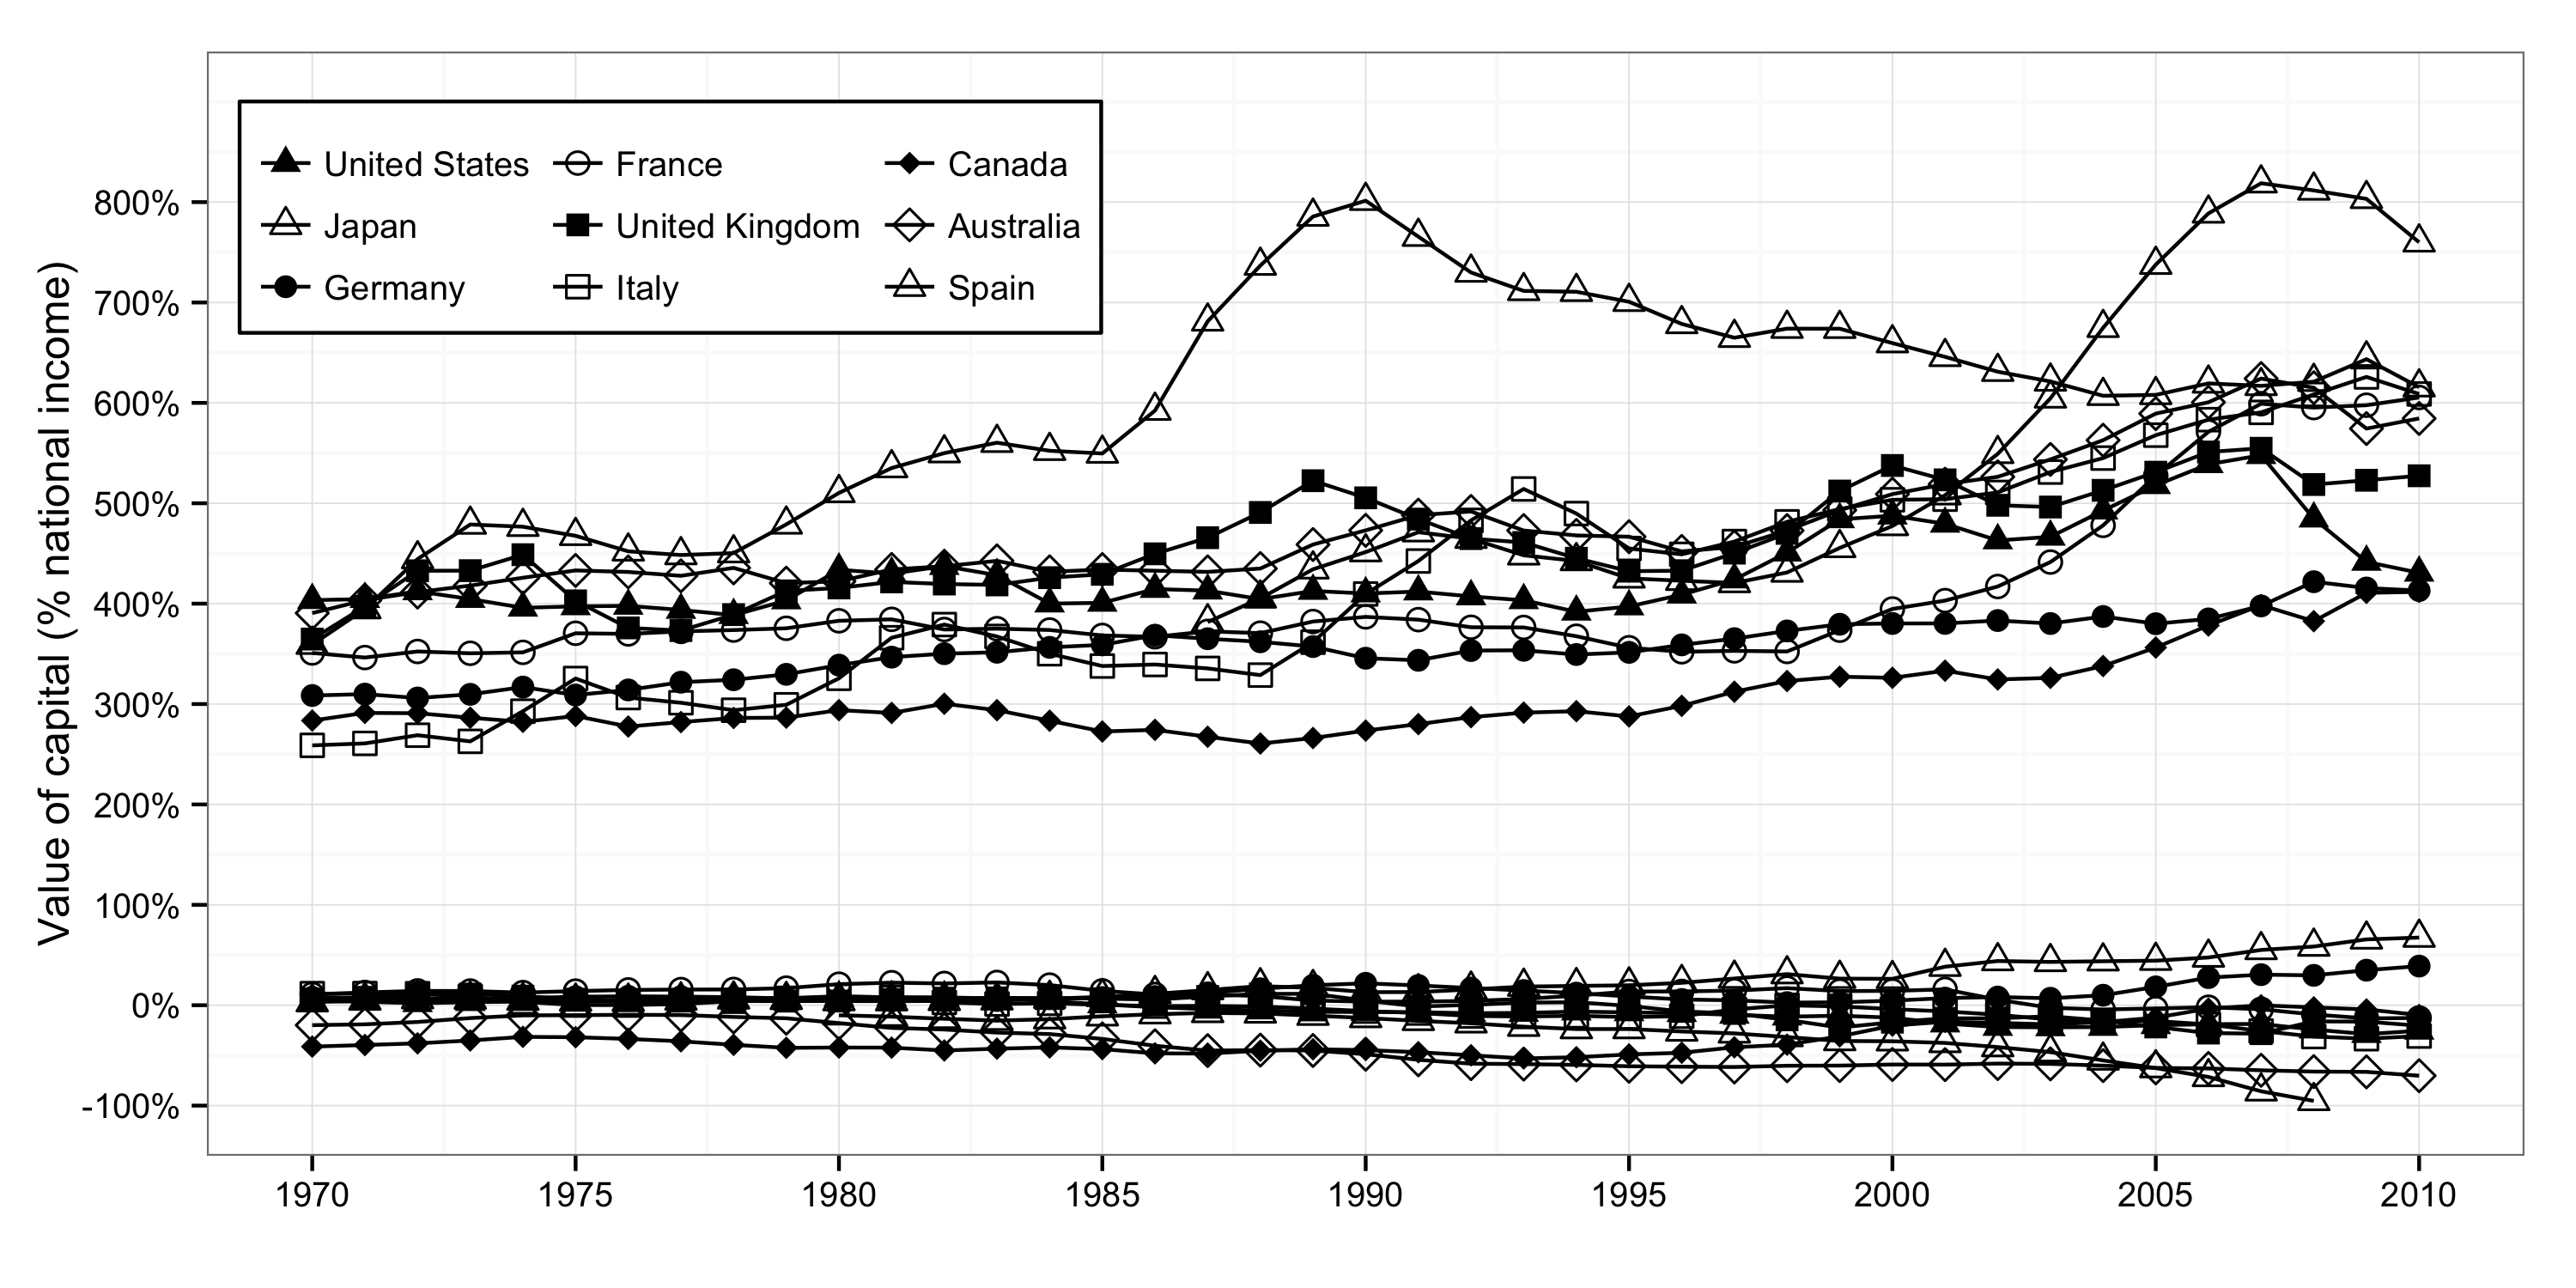 United States France Canada
Japan United Kingdom Australia
Germany Italy Spain
Value of capital (% national income)
800%
700%
600%
500%
400%
300%
200%
100%
0%
-100%
1970 1975 1980 1985 1990 1995 2000 2005 2010